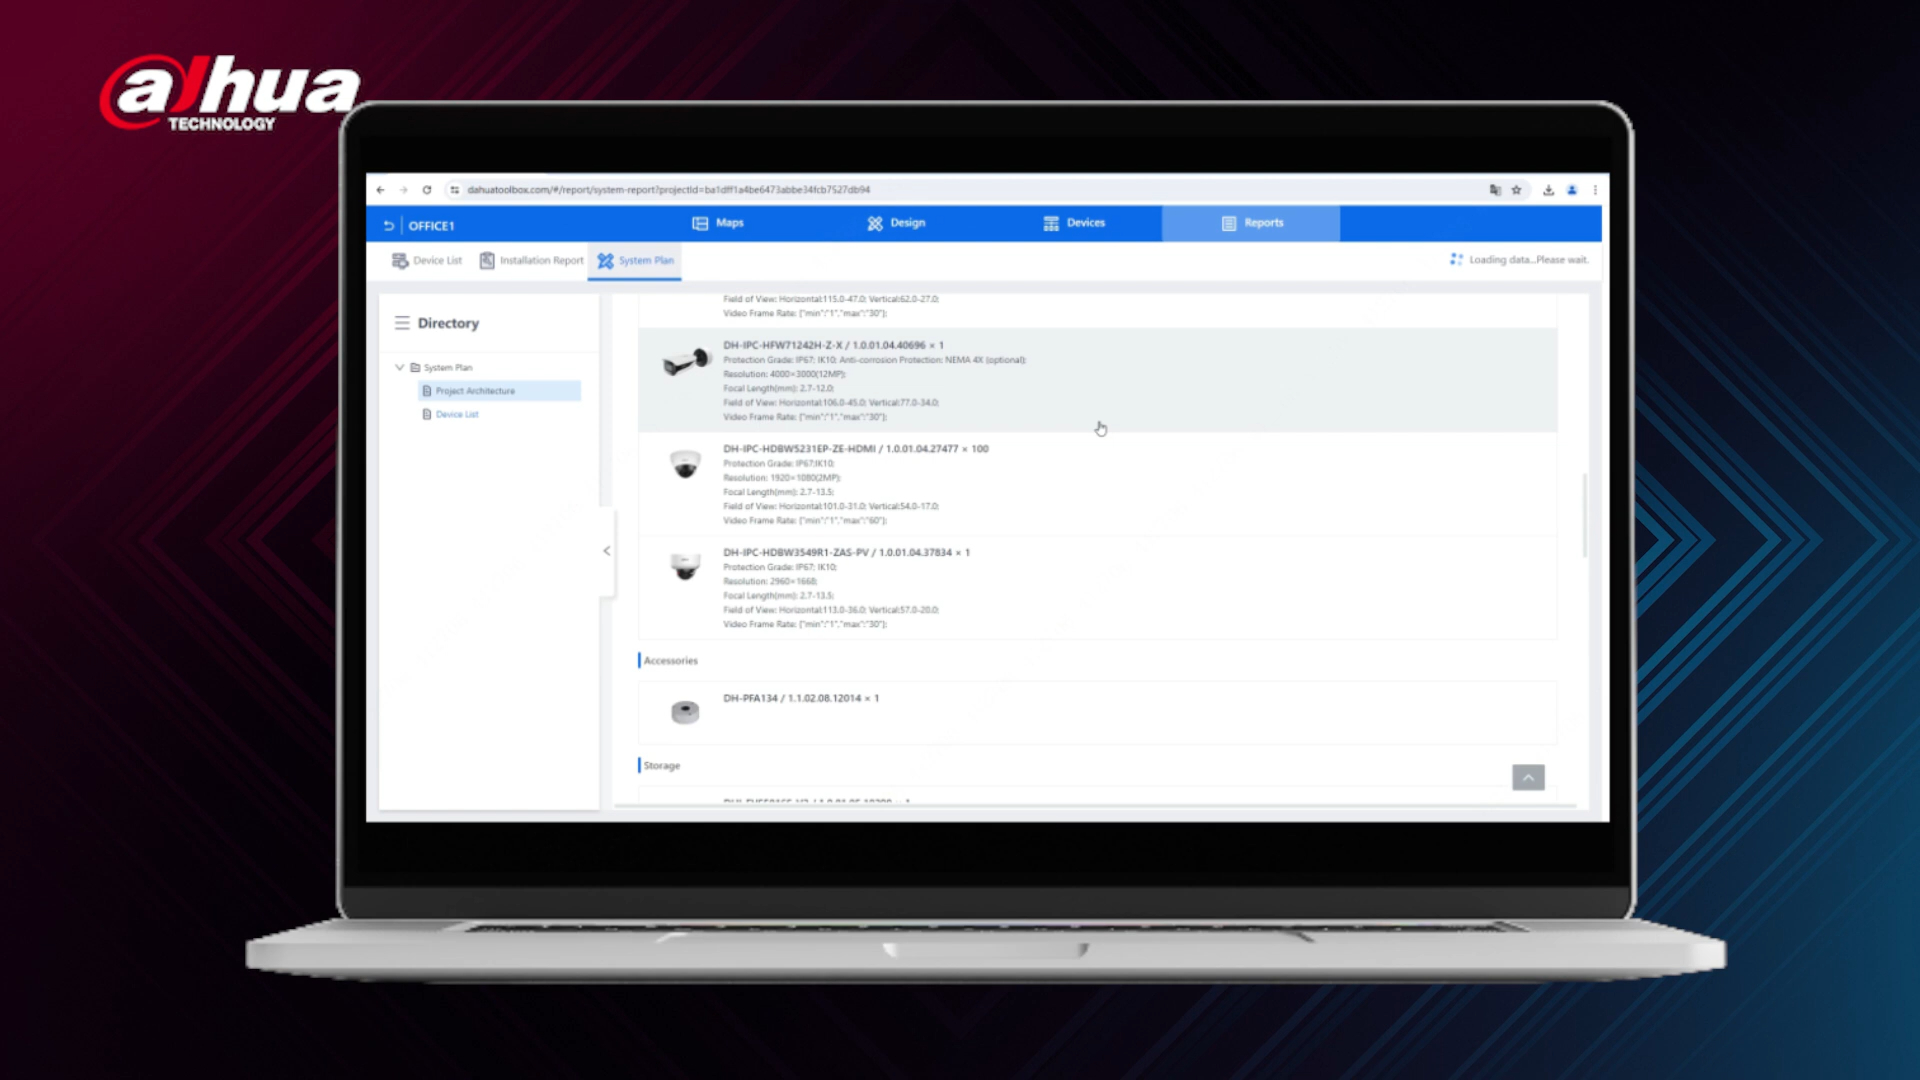 alhua
TECHNOLOGY
dahuatoolbox.com/#/report/system-report?projectId=ba1dff1a4be6473abbe34fcb7527db94
OFFICE1
Maps
Design
Devices
Reports
Device List
Installation Report
System Plan
Loading data...Please wait.
Directory
System Plan
Project Architecture
Device List
Field of View: Horizontal:115.0-47.0; Vertical:62.0-27.0;
Video Frame Rate: {"min":"1","max":"30"};
DH-IPC-HFW71242H-Z-X / 1.0.01.04.40696 × 1
Protection Grade: IP67; IK10; Anti-corrosion Protection: NEMA 4X (optional);
Resolution: 4000×3000(12MP);
Focal Length(mm): 2.7-12.0;
Field of View: Horizontal:106.0-45.0; Vertical:77.0-34.0;
Video Frame Rate: {"min":"1","max":"30"};
DH-IPC-HDBW5231EP-ZE-HDMI / 1.0.01.04.27477 × 100
Protection Grade: IP67;IK10;
Resolution: 1920×1080(2MP);
Focal Length(mm): 2.7-13.5;
Field of View: Horizontal:101.0-31.0; Vertical:54.0-17.0;
Video Frame Rate: {"min":"1","max":"60"};
DH-IPC-HDBW3549R1-ZAS-PV / 1.0.01.04.37834 × 1
Protection Grade: IP67; IK10;
Resolution: 2960×1668;
Focal Length(mm): 2.7-13.5;
Field of View: Horizontal:113.0-36.0; Vertical:57.0-20.0;
Video Frame Rate: {"min":"1","max":"30"};
Accessories
DH-PFA134 / 1.1.02.08.12014 × 1
Storage